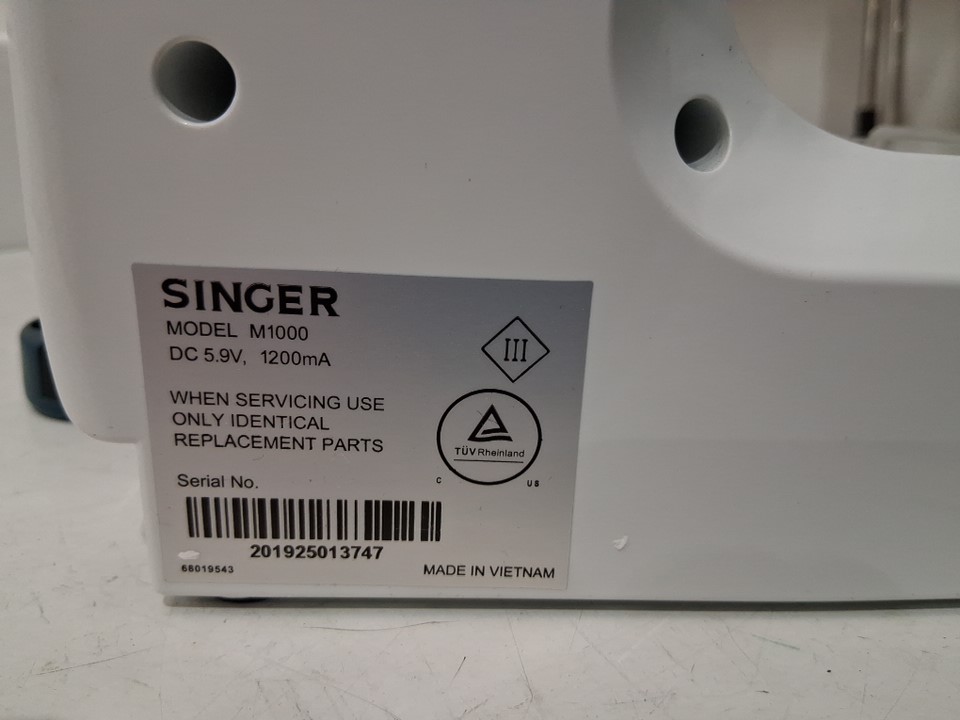 SINGER
MODEL M1000
DC 5.9V, 1200mA
III
WHEN SERVICING USE
ONLY IDENTICAL
REPLACEMENT PARTS
TÜVRheinland
C US
Serial No.
201925013747
68019543
MADE IN VIETNAM